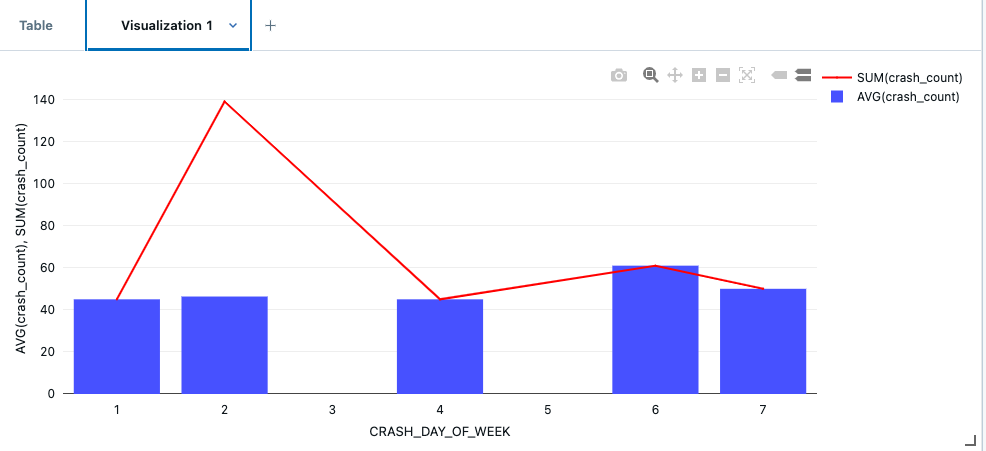 Table
Visualization 1
+
SUM(crash_count)
AVG(crash_count)
AVG(crash_count), SUM(crash_count)
140
120
100
80
60
40
20
0
1 2 3 4 5 6 7
CRASH_DAY_OF_WEEK